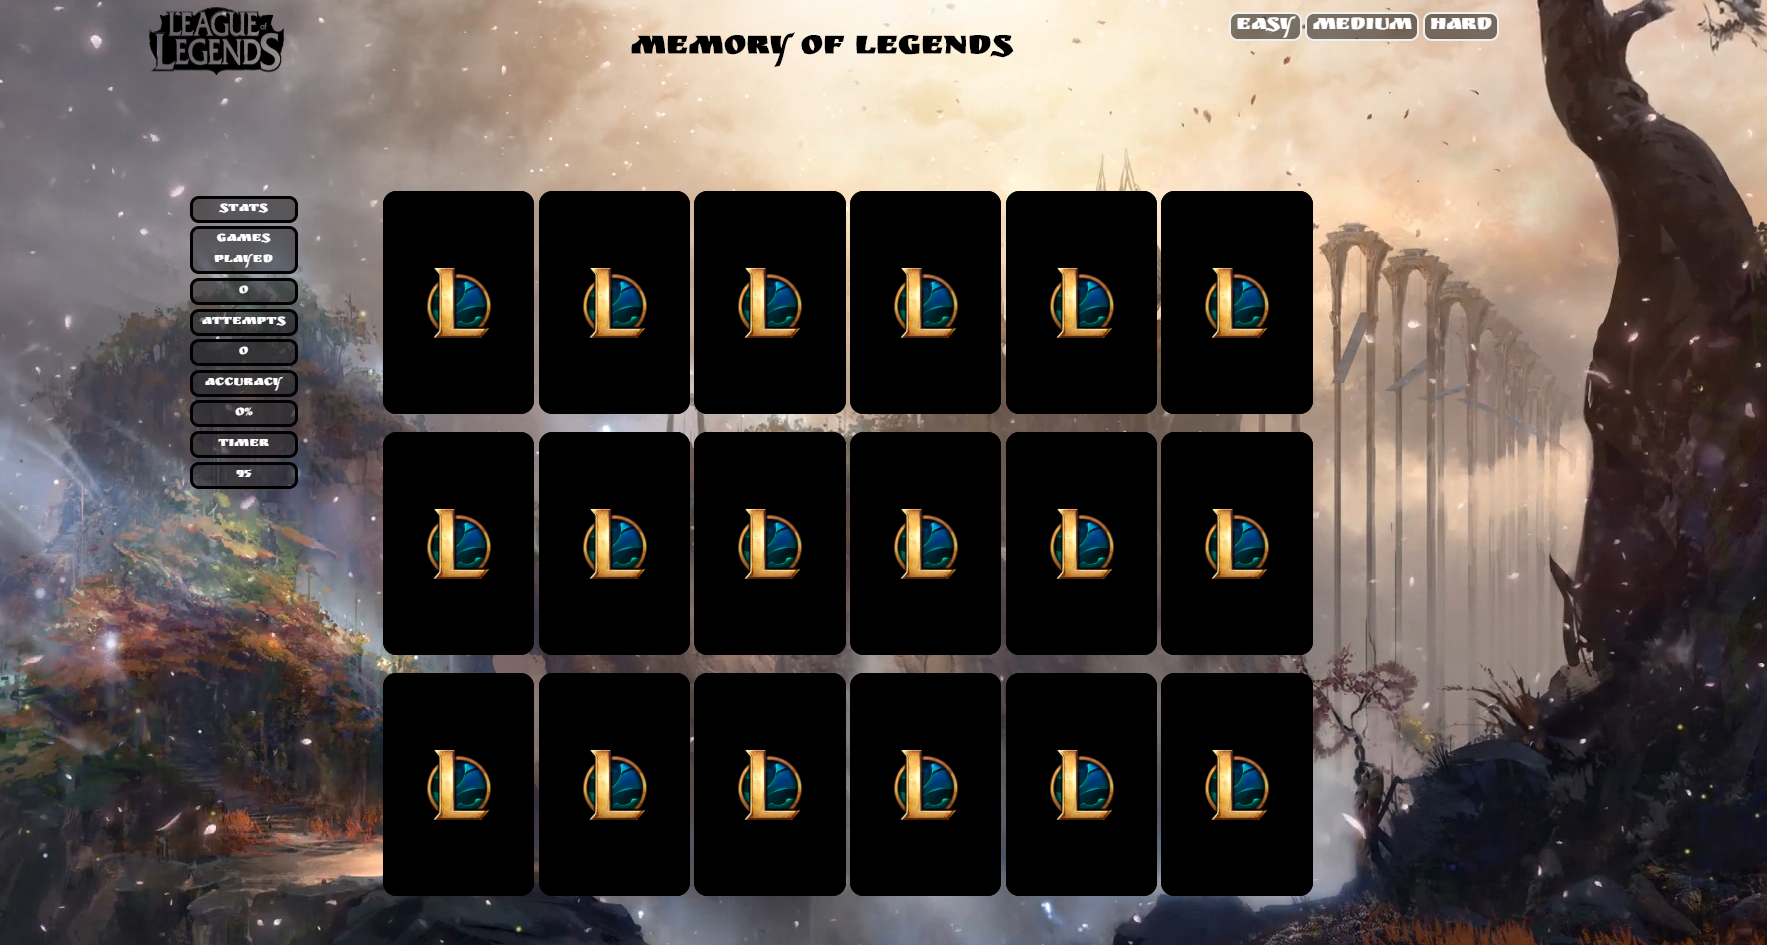 LEAGUE of
LEGENDS
MEMORY OF LEGENDS
EASY MEDIUM HARD
STATS
GAMES
PLAYED
0
ATTEMPTS
0
ACCURACY
0%
TIMER
95
L L L L L L
L L L L L L
L L L L L L